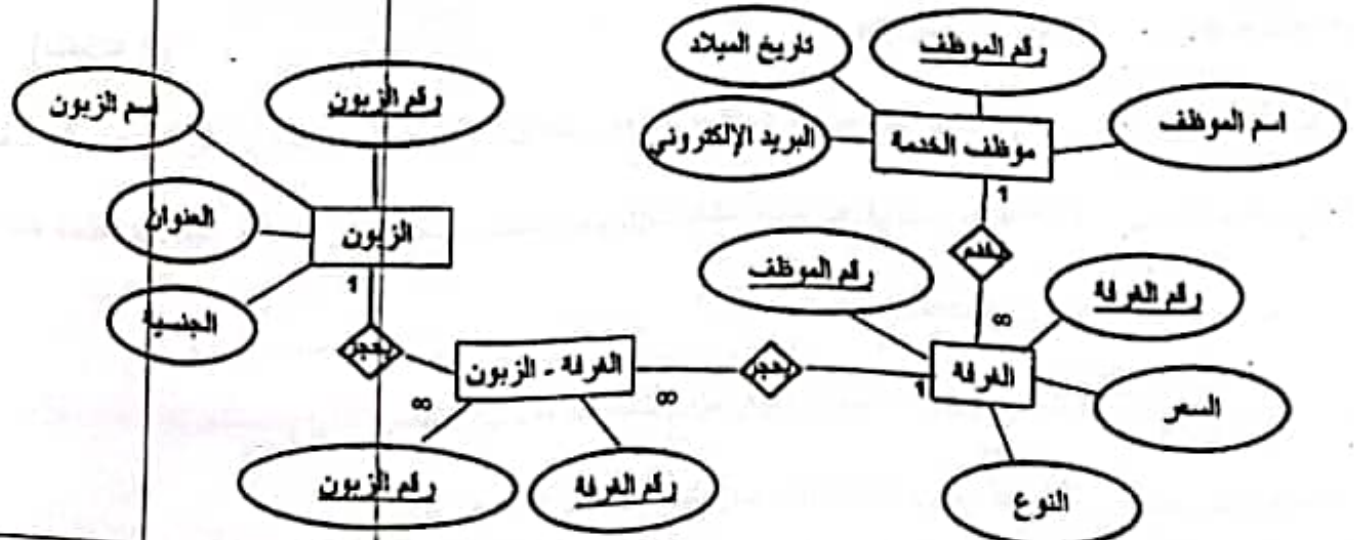 تاريخ الميلاد
رقم الموظف
اسم الموظف
البريد الإلكتروني
موظف الخدمة
1
يخدم
∞
رقم الموظف
رقم الغرفة
الغرفة
1
السعر
النوع
يحجز
∞
الغرفة - الزبون
رقم الغرفة
رقم الزبون
∞
يحجز
1
الزبون
رقم الزبون
اسم الزبون
العنوان
الجنسية